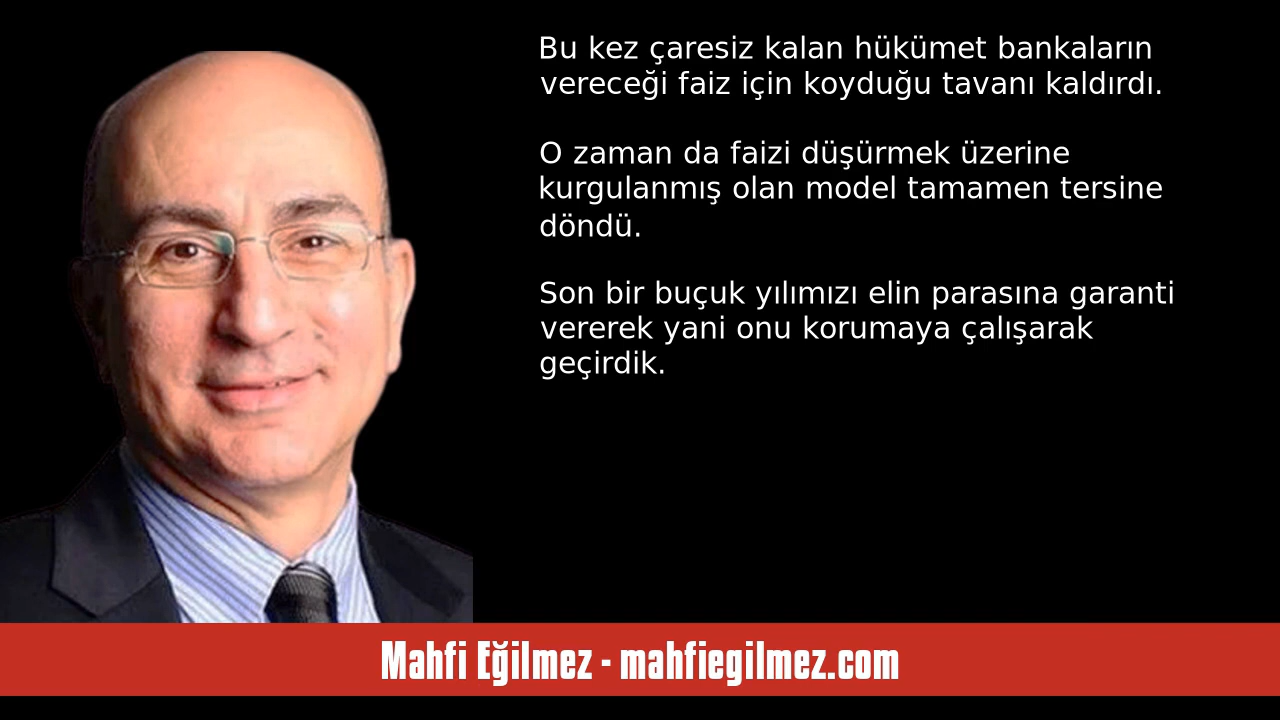 Bu kez çaresiz kalan hükümet bankaların
vereceği faiz için koyduğu tavanı kaldırdı.
O zaman da faizi düşürmek üzerine
kurgulanmış olan model tamamen tersine
döndü.
Son bir buçuk yılımızı elin parasına garanti
vererek yani onu korumaya çalışarak
geçirdik.
Mahfi Eğilmez - mahfiegilmez.com